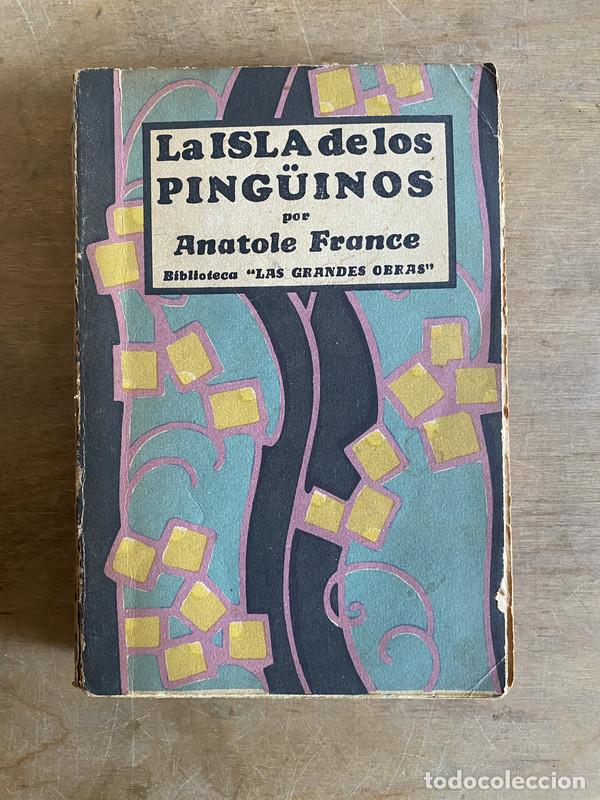 La ISLA de los
PINGÜINOS
por
Anatole France
Biblioteca "LAS GRANDES OBRAS"
todocoleccion